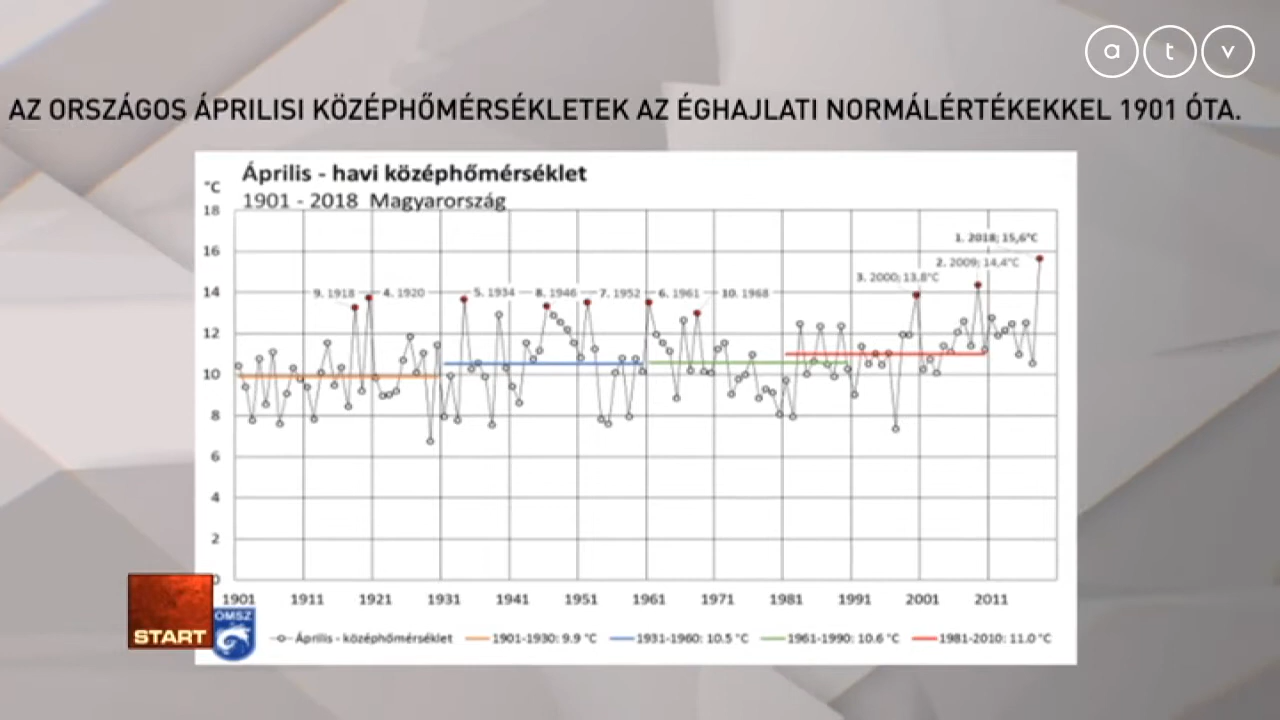 a t v
AZ ORSZÁGOS ÁPRILISI KÖZÉPHŐMÉRSÉKLETEK AZ ÉGHAJLATI NORMÁLÉRTÉKEKKEL 1901 ÓTA.
Április - havi középhőmérséklet
°C
1901 - 2018 Magyarország
18
1. 2018; 15,6°C
16
2. 2009; 14,4°C
3. 2000; 13,8°C
14
9. 1918 4. 1920 5. 1934 8. 1946 7. 1952 6. 1961 10. 1968
12
10
8
6
4
2
0
1901 1911 1921 1931 1941 1951 1961 1971 1981 1991 2001 2011
OMSZ
START
Április - középhőmérséklet 1901-1930: 9.9 °C 1931-1960: 10.5 °C 1961-1990: 10.6 °C 1981-2010: 11.0 °C